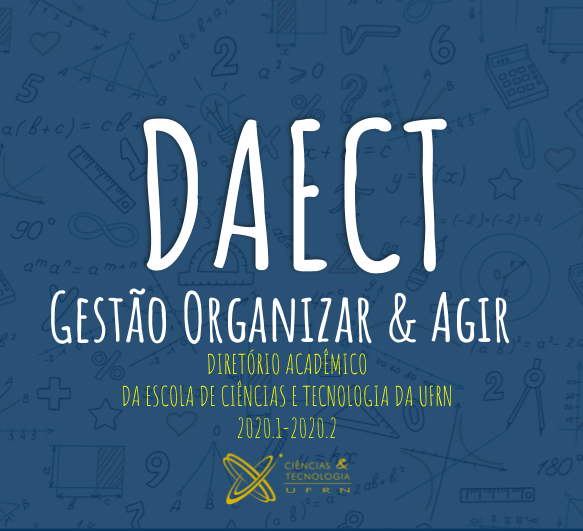 DAECT
GESTÃO ORGANIZAR & AGIR
DIRETÓRIO ACADÊMICO
DA ESCOLA DE CIÊNCIAS E TECNOLOGIA DA UFRN
2020.1-2020.2
CIÊNCIAS &
TECNOLOGIA
UFRN